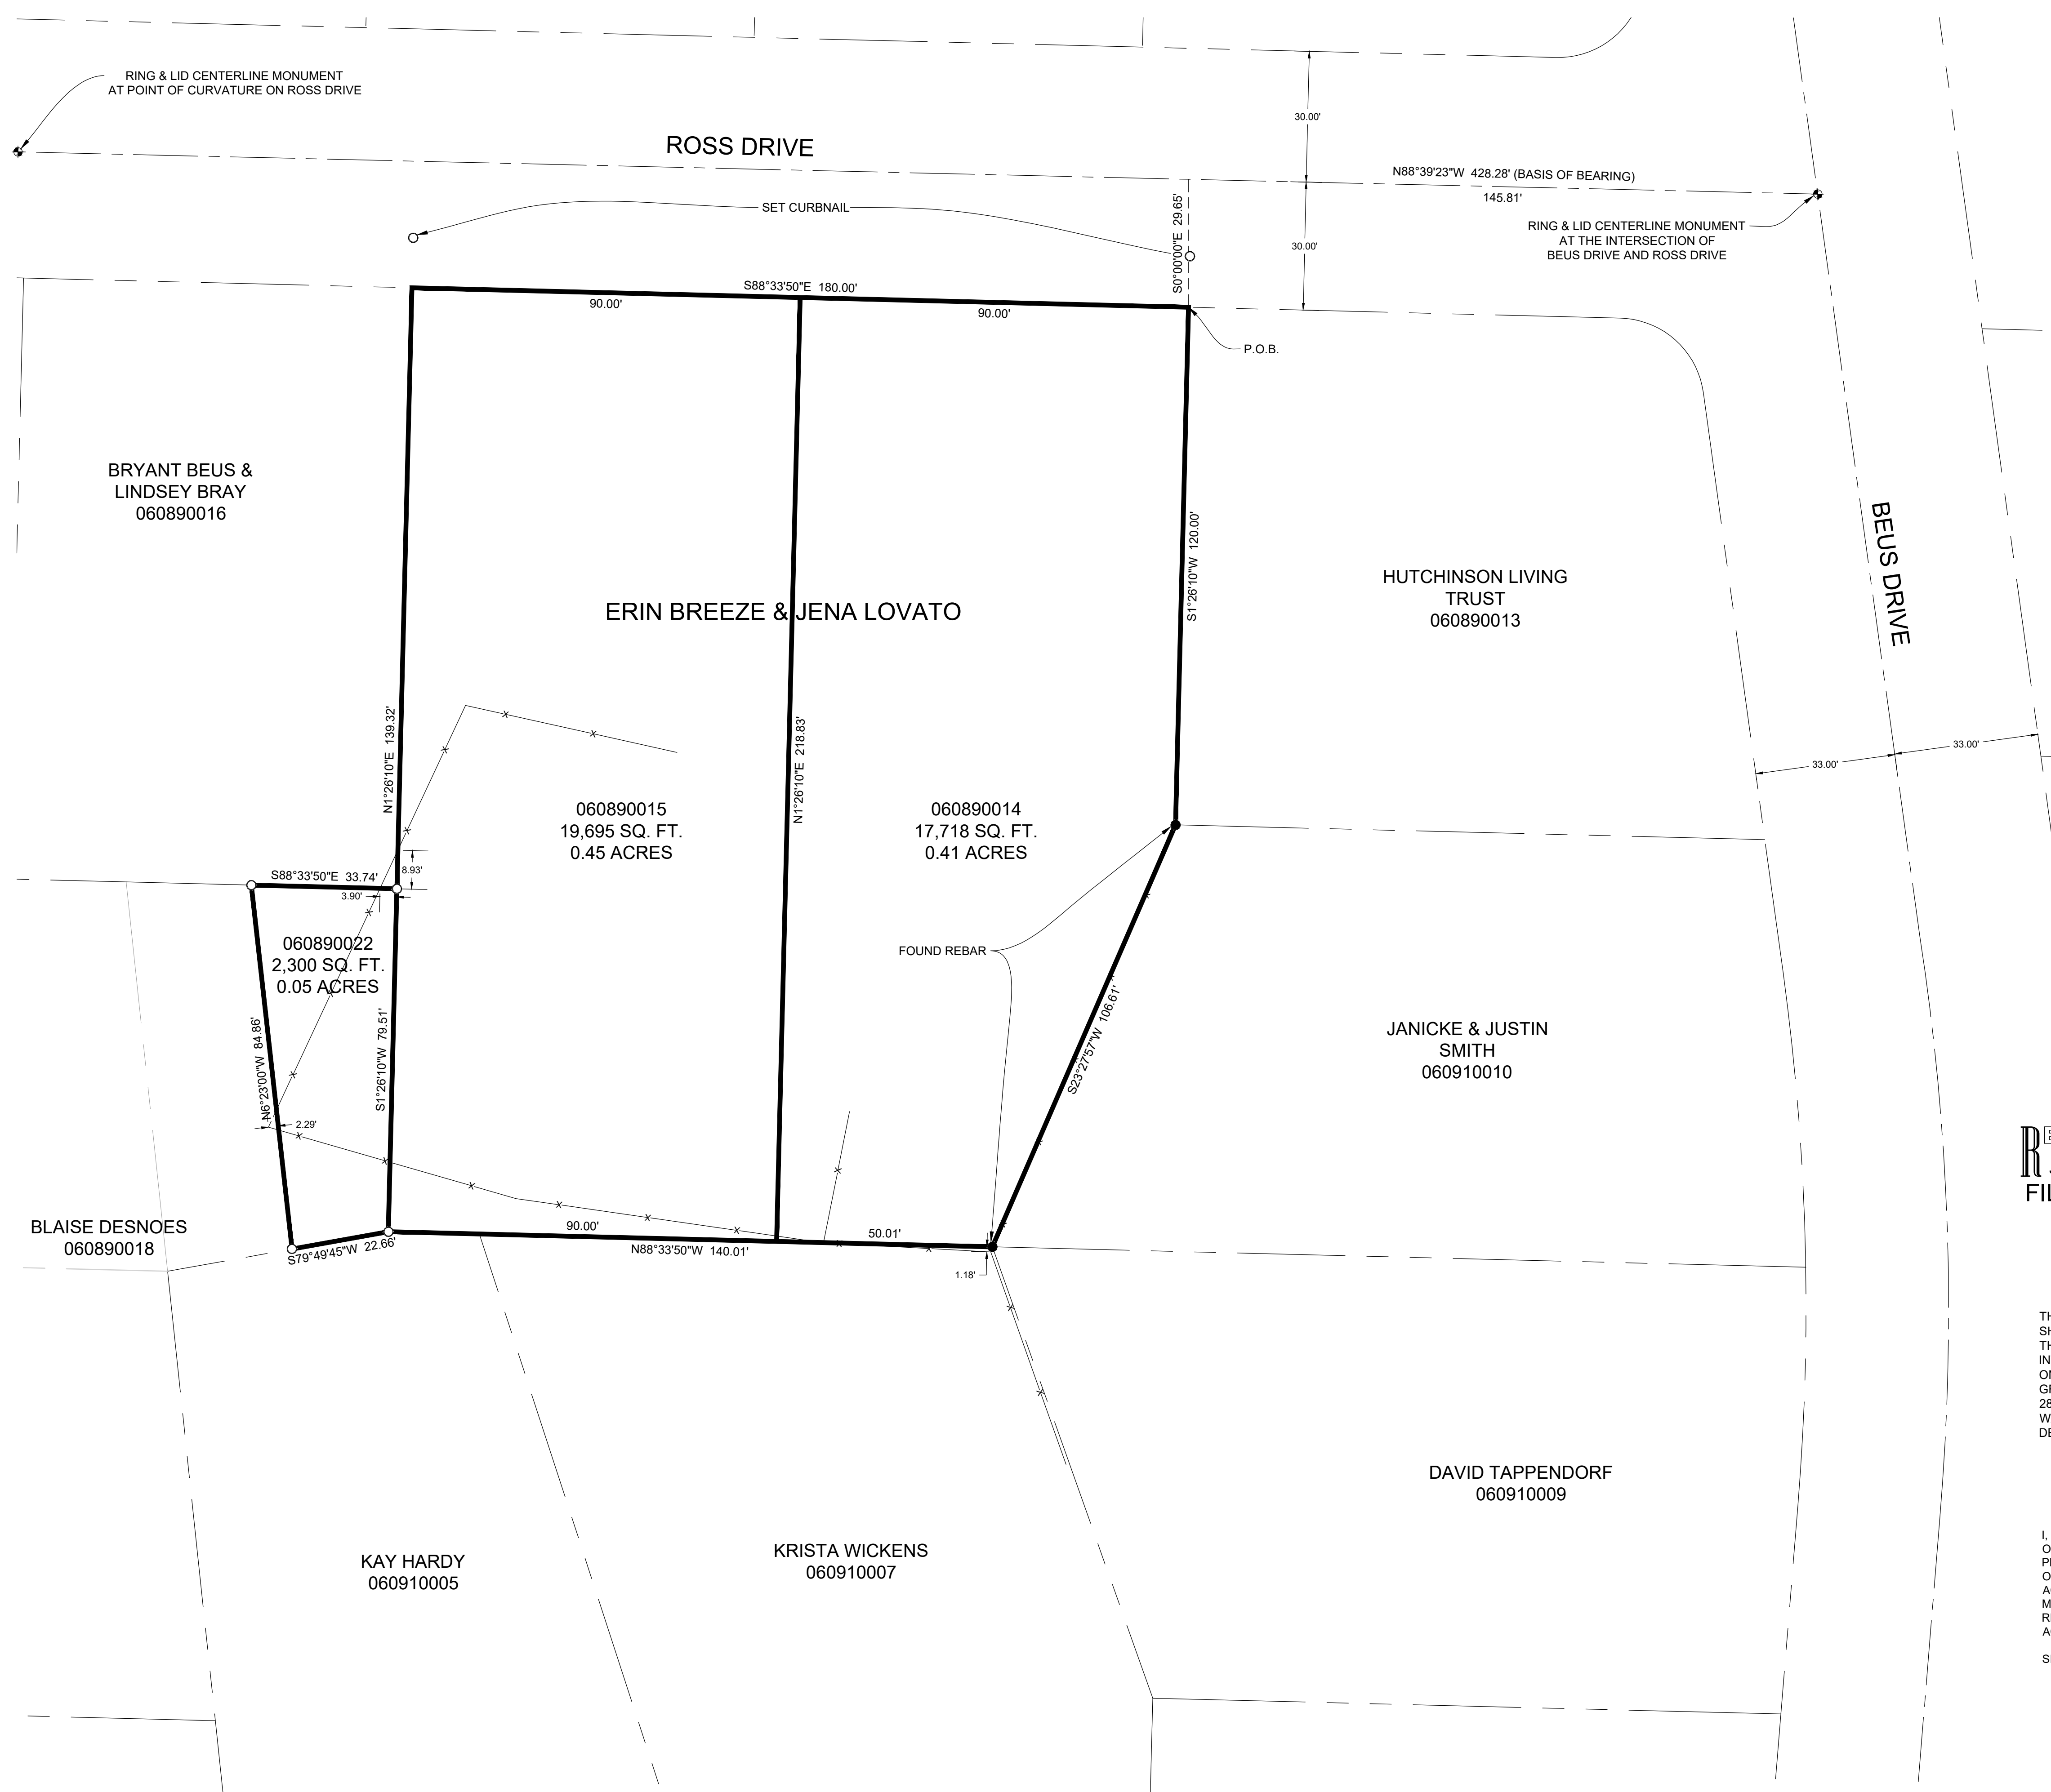 RING & LID CENTERLINE MONUMENT
AT POINT OF CURVATURE ON ROSS DRIVE
ROSS DRIVE
30.00'
N88°39'23"W 428.28' (BASIS OF BEARING)
145.81'
SET CURBNAIL
S0°00'00"E 29.65'
30.00'
RING & LID CENTERLINE MONUMENT
AT THE INTERSECTION OF
BEUS DRIVE AND ROSS DRIVE
S88°33'50"E 180.00'
90.00'
90.00'
P.O.B.
BRYANT BEUS &
LINDSEY BRAY
060890016
ERIN BREEZE & JENA LOVATO
S1°26'10"W 120.00'
HUTCHINSON LIVING
TRUST
060890013
BEUS DRIVE
33.00'
33.00'
N1°26'10"E 139.32'
N1°26'10"E 218.83'
060890015
19,695 SQ. FT.
0.45 ACRES
060890014
17,718 SQ. FT.
0.41 ACRES
8.93'
S88°33'50"E 33.74'
3.90'
060890022
2,300 SQ. FT.
0.05 ACRES
FOUND REBAR
N6°23'00"W 84.86'
S1°26'10"W 79.51'
S23°27'57"W 106.61'
2.29'
JANICKE & JUSTIN
SMITH
060910010
BLAISE DESNOES
060890018
S79°49'45"W 22.66'
90.00'
N88°33'50"W 140.01'
50.01'
1.18'
DAVID TAPPENDORF
060910009
KAY HARDY
060910005
KRISTA WICKENS
060910007